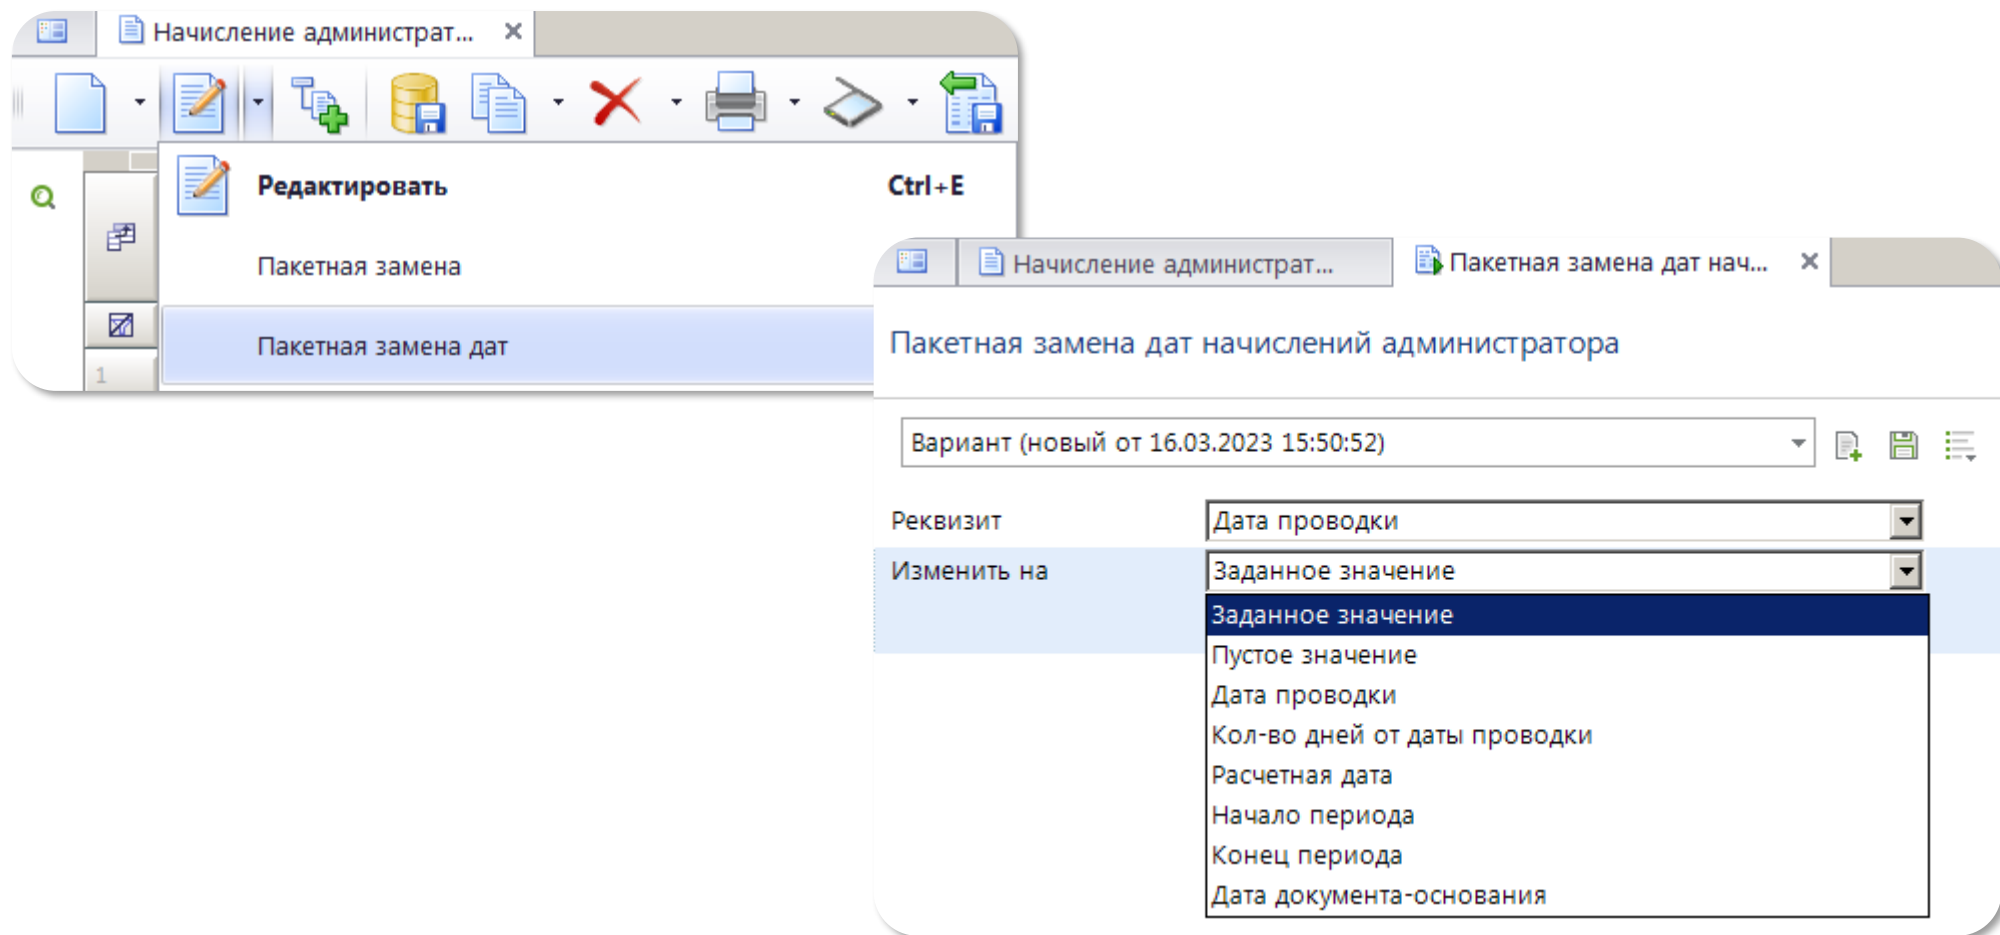 Начисление администрат...
Редактировать Ctrl+E
Пакетная замена
Пакетная замена дат
1
Начисление администрат...
Пакетная замена дат нач...
Пакетная замена дат начислений администратора
Вариант (новый от 16.03.2023 15:50:52)
Реквизит Дата проводки
Изменить на Заданное значение
Заданное значение
Пустое значение
Дата проводки
Кол-во дней от даты проводки
Расчетная дата
Начало периода
Конец периода
Дата документа-основания